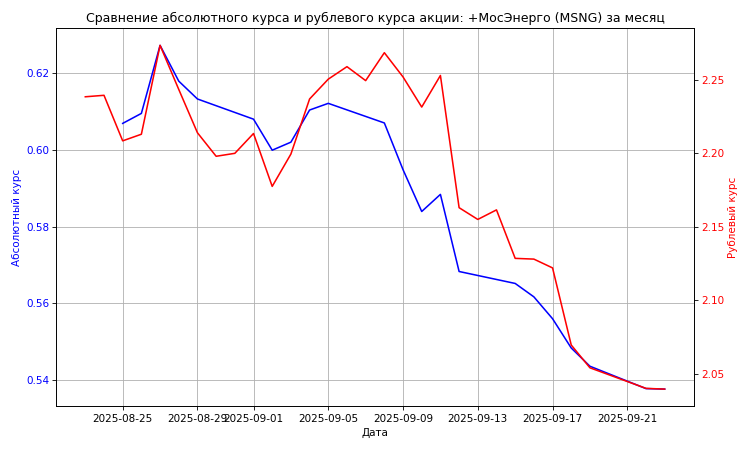 Сравнение абсолютного курса и рублевого курса акции: +МосЭнерго (MSNG) за месяц
0.62
0.60
0.58
0.56
0.54
Абсолютный курс
2.25
2.20
2.15
2.10
2.05
Рублевый курс
2025-08-25 2025-08-29 2025-09-01 2025-09-05 2025-09-09 2025-09-13 2025-09-17 2025-09-21
Дата